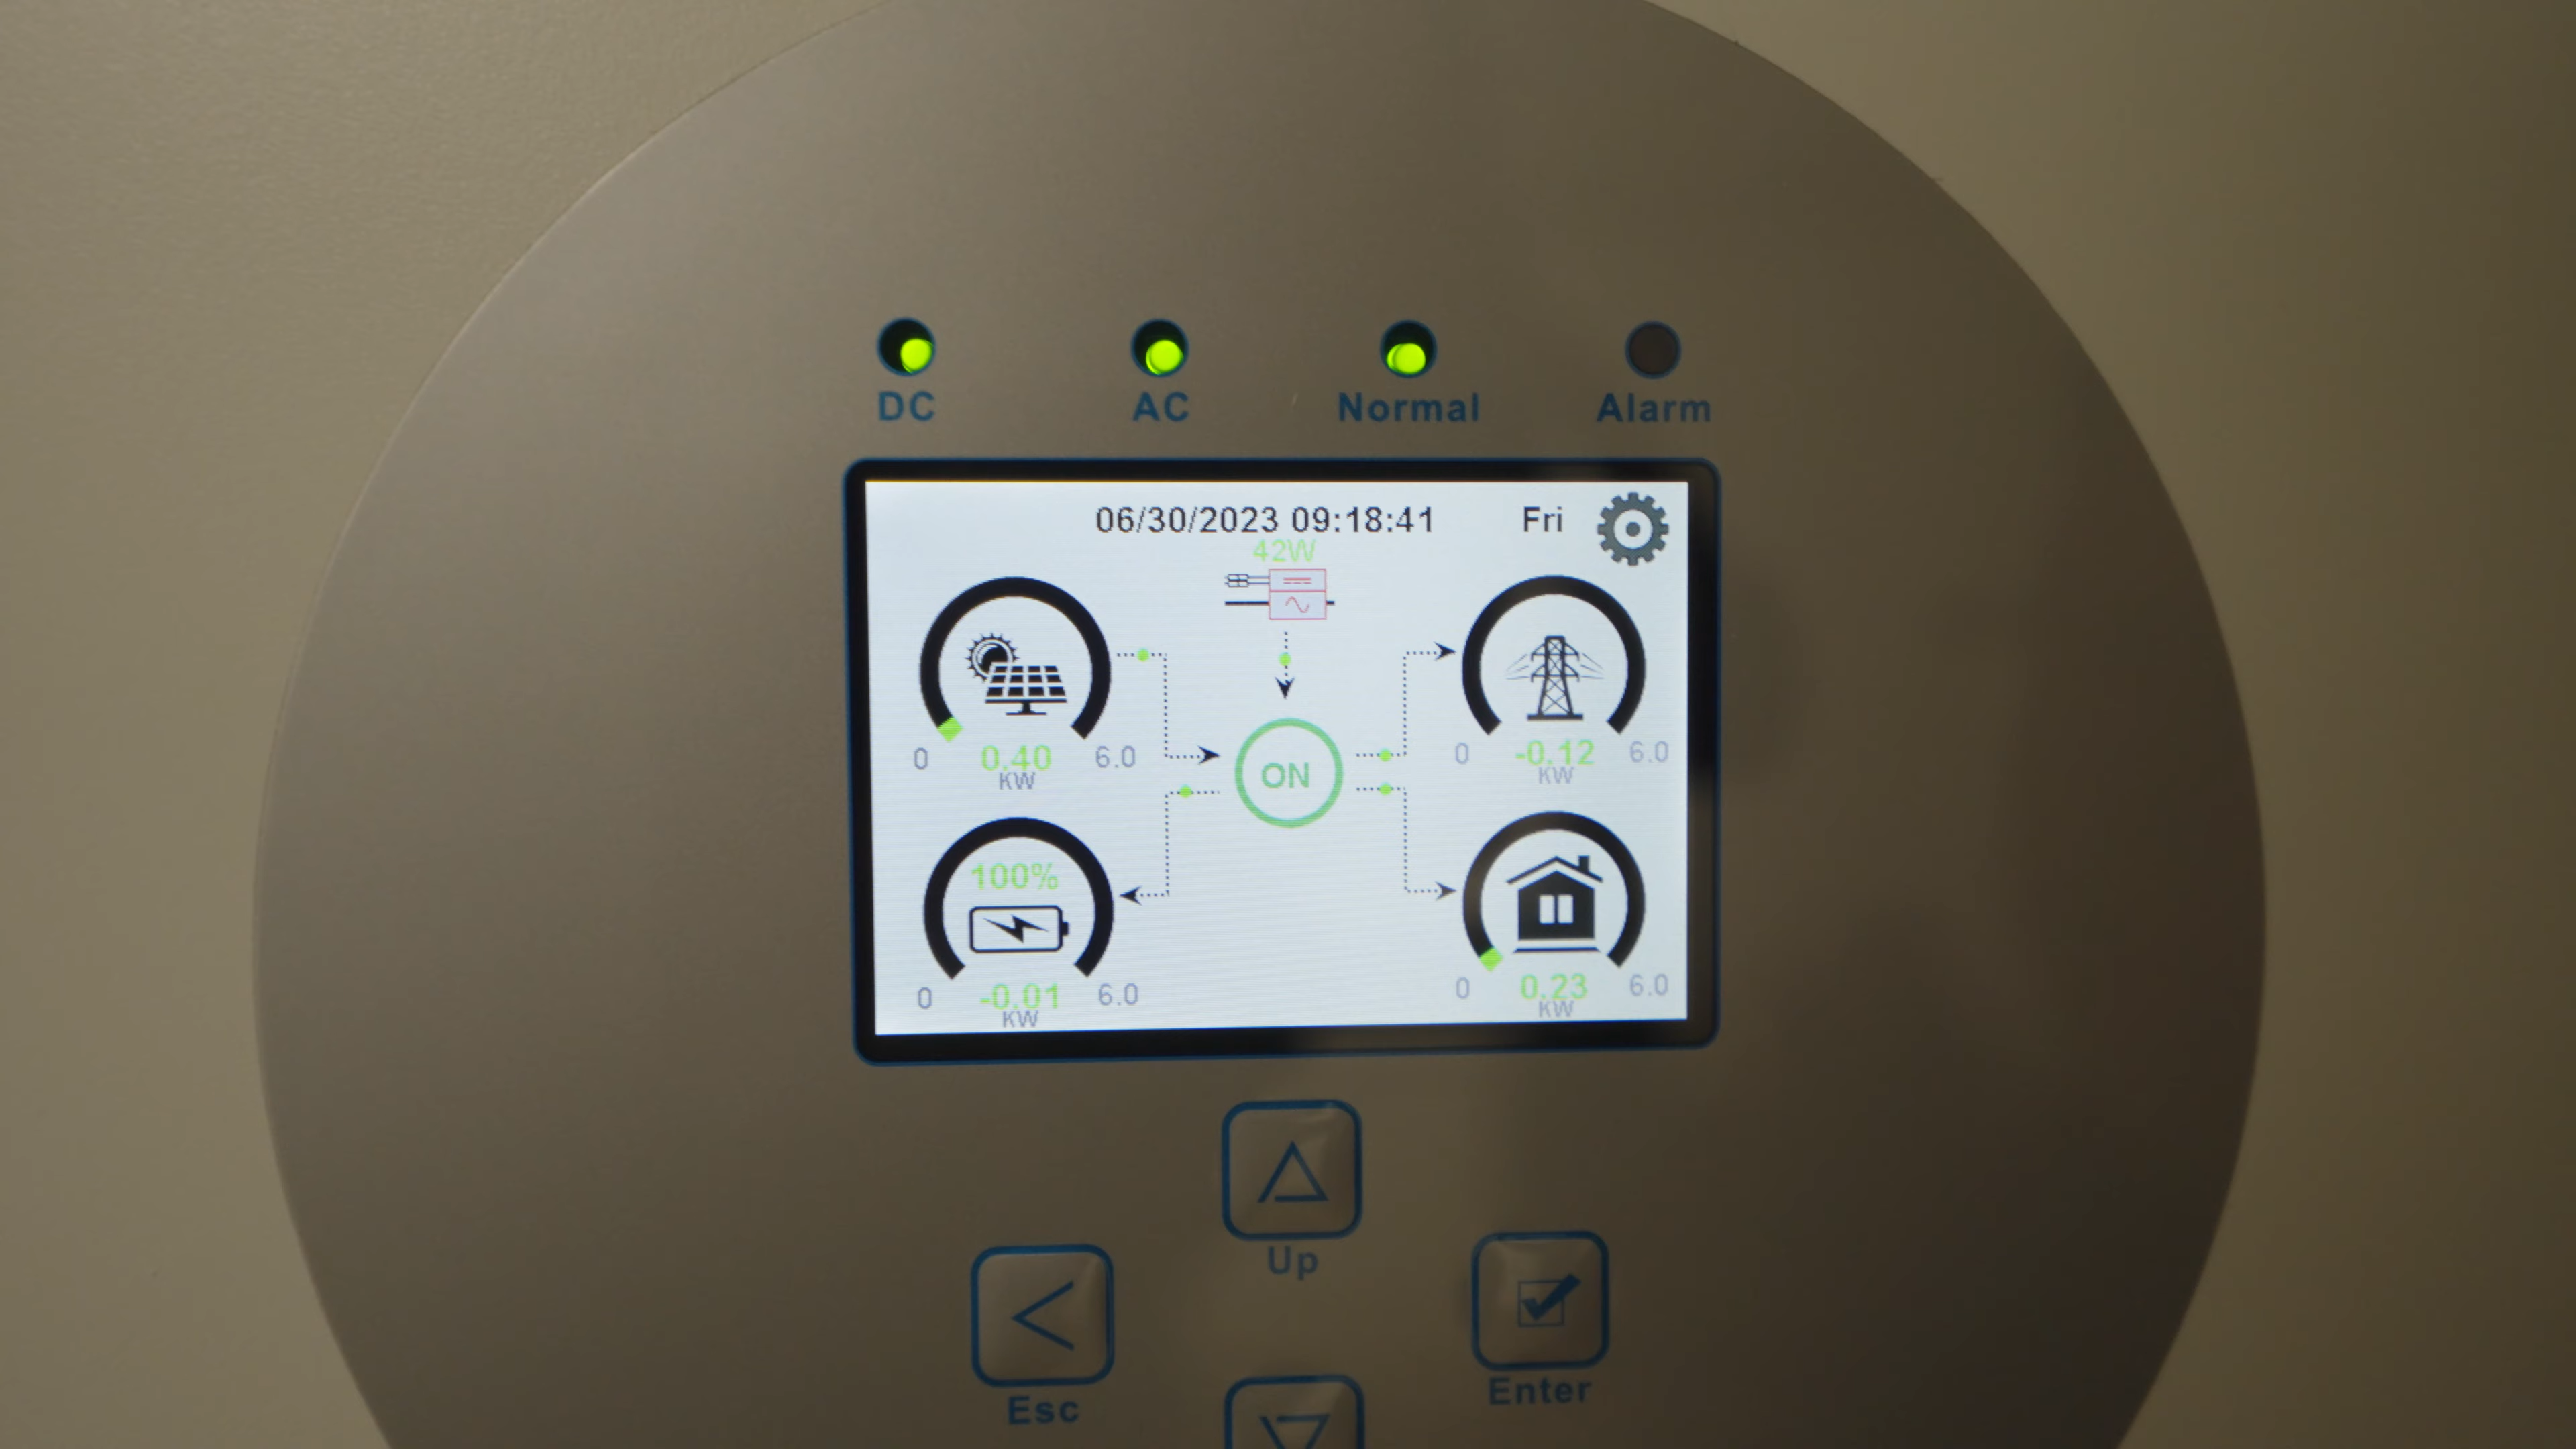 DC AC Normal Alarm
06/30/2023 09:18:41 Fri
42W
0 0.40 6.0
KW
0 -0.12 6.0
KW
ON
100%
0 -0.01 6.0
KW
0 0.23 6.0
KW
Up
Esc
Enter